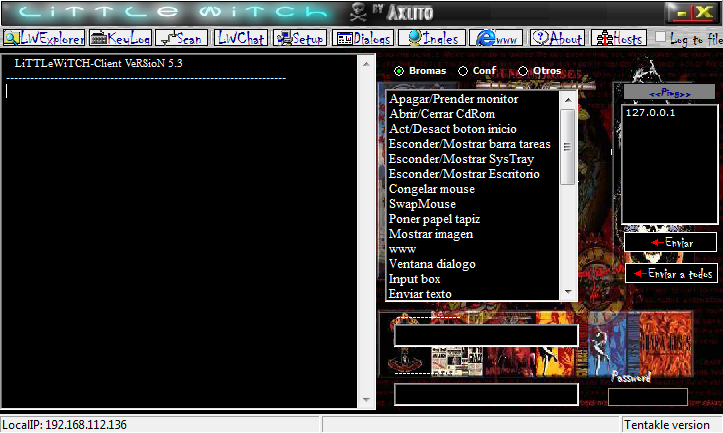 LiTTLe WiTCH BY AXLITO
LWExplorer KeyLog Scan LWChat Setup Dialogs Ingles www About Hosts Log to file
LiTTLeWiTCH-Client VeRSioN 5.3
Bromas Conf Otros
<<Ping>>
Apagar/Prender monitor
Abrir/Cerrar CdRom
Act/Desact boton inicio
Esconder/Mostrar barra tareas
Esconder/Mostrar SysTray
Esconder/Mostrar Escritorio
Congelar mouse
SwapMouse
Poner papel tapiz
Mostrar imagen
www
Ventana dialogo
Input box
Enviar texto
127.0.0.1
Enviar
Enviar a todos
Password
LocalIP: 192.168.112.136
Tentakle version